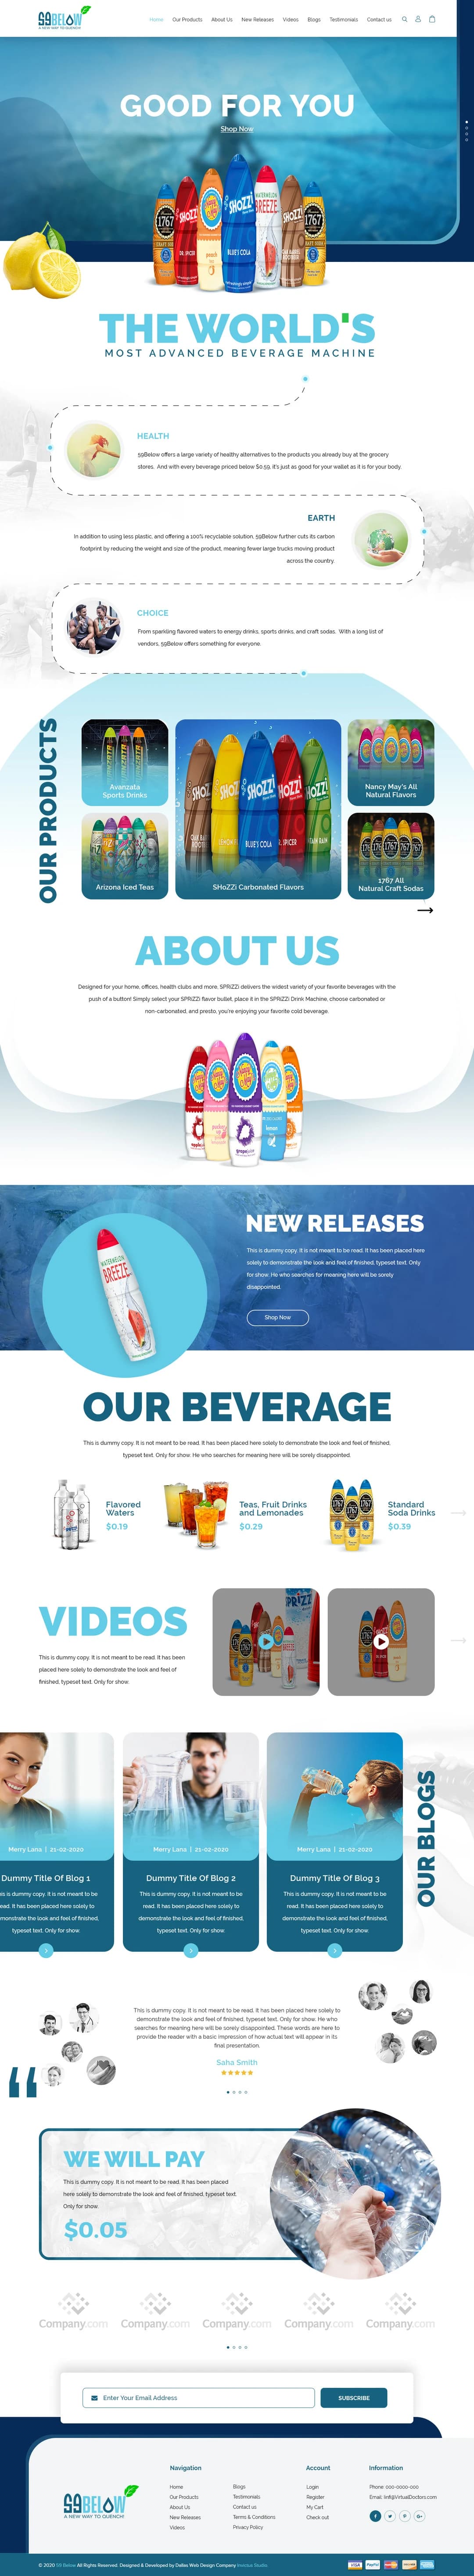 59BELOW
A NEW WAY TO QUENCH
Home Our Products About Us New Releases Videos Blogs Testimonials Contact us
GOOD FOR YOU
Shop Now
1767
SHOZZi
DR. SPICER
peach
SHOZZi
BLUE'S COLA
WATERMELON
BREEZE
SHOZZi
1767
THE WORLD'S
MOST ADVANCED BEVERAGE MACHINE
HEALTH
59Below offers a large variety of healthy alternatives to the products you already buy at the grocery
stores. And with every beverage priced below $0.59, it's just as good for your wallet as it is for your body.
EARTH
In addition to using less plastic, and offering a 100% recyclable solution, 59Below further cuts its carbon
footprint by reducing the weight and size of the product, meaning fewer large trucks moving product
across the country.
CHOICE
From sparkling flavored waters to energy drinks, sports drinks, and craft sodas. With a long list of
vendors, 59Below offers something for everyone.
OUR PRODUCTS
Avanzata
Sports Drinks
Arizona Iced Teas
SHOZZi
BLUE'S COLA
SHoZZi Carbonated Flavors
Nancy May's All
Natural Flavors
1767 All
Natural Craft Sodas
ABOUT US
Designed for your home, offices, health clubs and more, SPRiZZi delivers the widest variety of your favorite beverages with the
push of a button! Simply select your SPRiZZi flavor bullet, place it in the SPRiZZi Drink Machine, choose carbonated or
non-carbonated, and presto, you're enjoying your favorite cold beverage.
NEW RELEASES
This is dummy copy. It is not meant to be read. It has been placed here
solely to demonstrate the look and feel of finished, typeset text. Only
for show. He who searches for meaning here will be sorely
disappointed.
Shop Now
WATERMELON
BREEZE
OUR BEVERAGE
This is dummy copy. It is not meant to be read. It has been placed here solely to demonstrate the look and feel of finished,
typeset text. Only for show. He who searches for meaning here will be sorely disappointed.
Flavored
Waters
$0.19
Teas, Fruit Drinks
and Lemonades
$0.29
Standard
Soda Drinks
$0.39
VIDEOS
This is dummy copy. It is not meant to be read. It has been
placed here solely to demonstrate the look and feel of
finished, typeset text. Only for show.
Merry Lana | 21-02-2020
Dummy Title Of Blog 1
is is dummy copy. It is not meant to be
read. It has been placed here solely to
monstrate the look and feel of finished,
typeset text. Only for show.
Merry Lana | 21-02-2020
Dummy Title Of Blog 2
This is dummy copy. It is not meant to be
read. It has been placed here solely to
demonstrate the look and feel of finished,
typeset text. Only for show.
Merry Lana | 21-02-2020
Dummy Title Of Blog 3
This is dummy copy. It is not meant to be
read. It has been placed here solely to
demonstrate the look and feel of finished,
typeset text. Only for show.
OUR BLOGS
This is dummy copy. It is not meant to be read. It has been placed here solely to
demonstrate the look and feel of finished, typeset text. Only for show. He who
searches for meaning here will be sorely disappointed. These words are here to
provide the reader with a basic impression of how actual text will appear in its
final presentation.
Saha Smith
WE WILL PAY
This is dummy copy. It is not meant to be read. It has been placed
here solely to demonstrate the look and feel of finished, typeset text.
Only for show.
$0.05
Company.com Company.com Company.com Company.com Company.com
Enter Your Email Address
SUBSCRIBE
59BELOW
A NEW WAY TO QUENCH
Navigation
Home
Our Products
About Us
New Releases
Videos
Blogs
Testimonials
Contact us
Terms & Conditions
Privacy Policy
Account
Login
Register
My Cart
Check out
Information
Phone: 000-0000-000
Email: Inf@VirtualDoctors.com
© 2020 59 Below All Rights Reserved. Designed & Developed by Dallas Web Design Company Invictus Studio
VISA PayPal